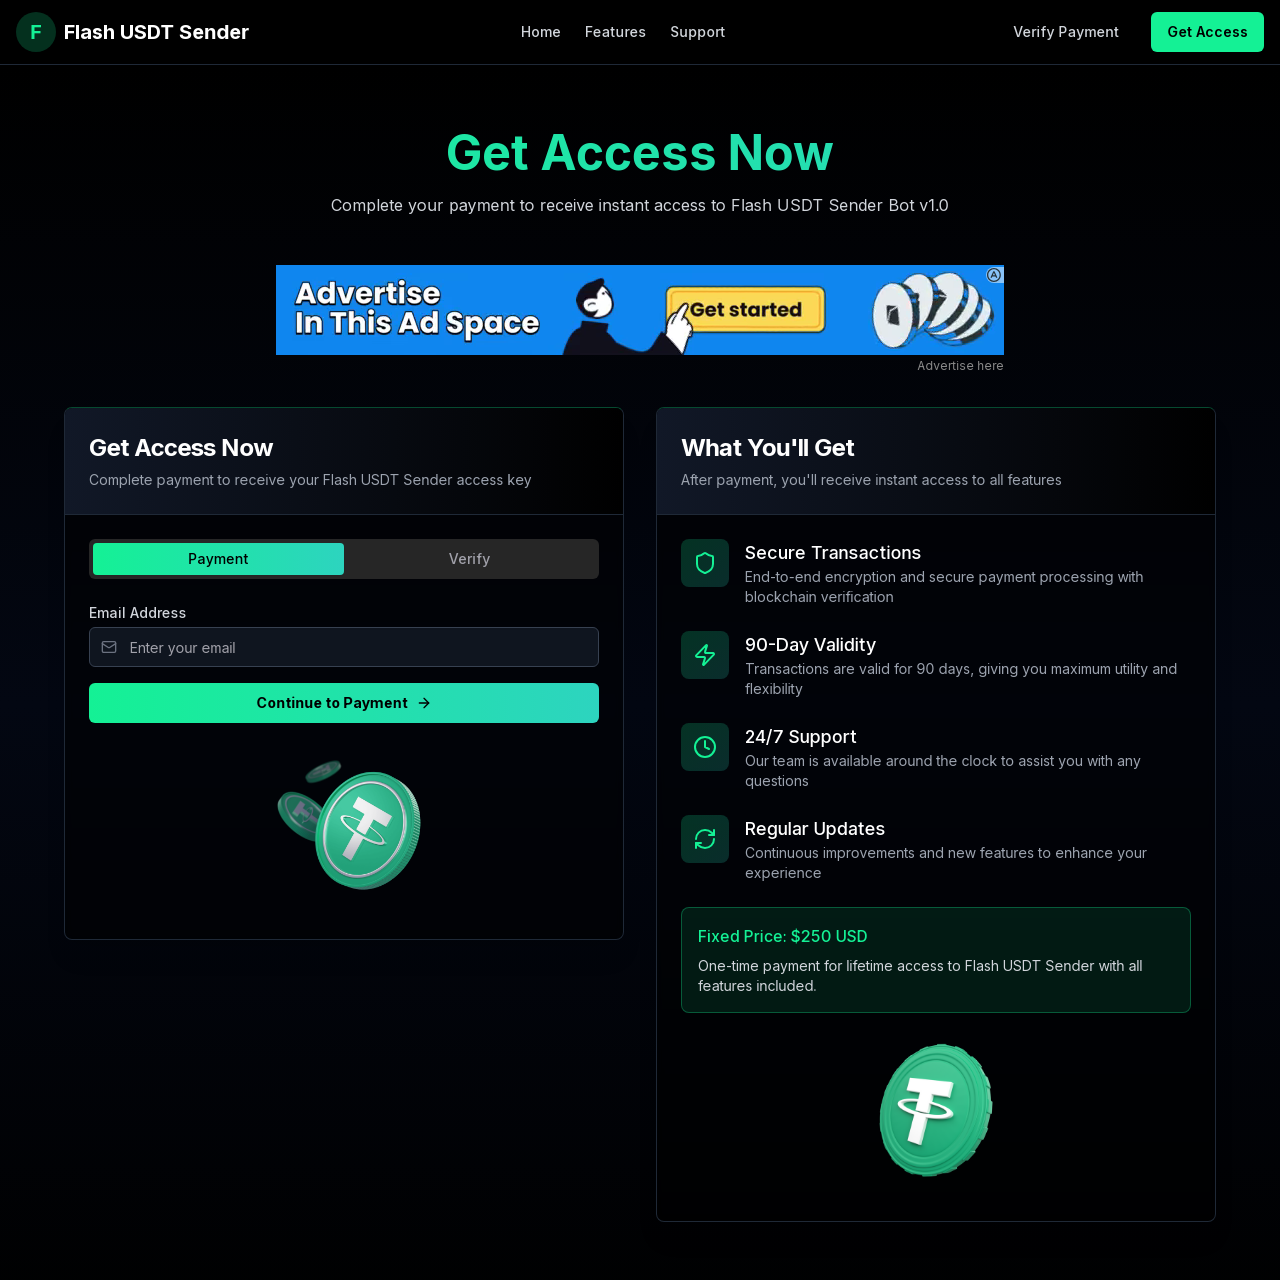 F Flash USDT Sender
Home Features Support
Verify Payment Get Access
Get Access Now
Complete your payment to receive instant access to Flash USDT Sender Bot v1.0
Advertise
In This Ad Space
Get started
A
Advertise here
Get Access Now
Complete payment to receive your Flash USDT Sender access key
Payment Verify
Email Address
Enter your email
Continue to Payment
What You'll Get
After payment, you'll receive instant access to all features
Secure Transactions
End-to-end encryption and secure payment processing with
blockchain verification
90-Day Validity
Transactions are valid for 90 days, giving you maximum utility and
flexibility
24/7 Support
Our team is available around the clock to assist you with any
questions
Regular Updates
Continuous improvements and new features to enhance your
experience
Fixed Price: $250 USD
One-time payment for lifetime access to Flash USDT Sender with all
features included.